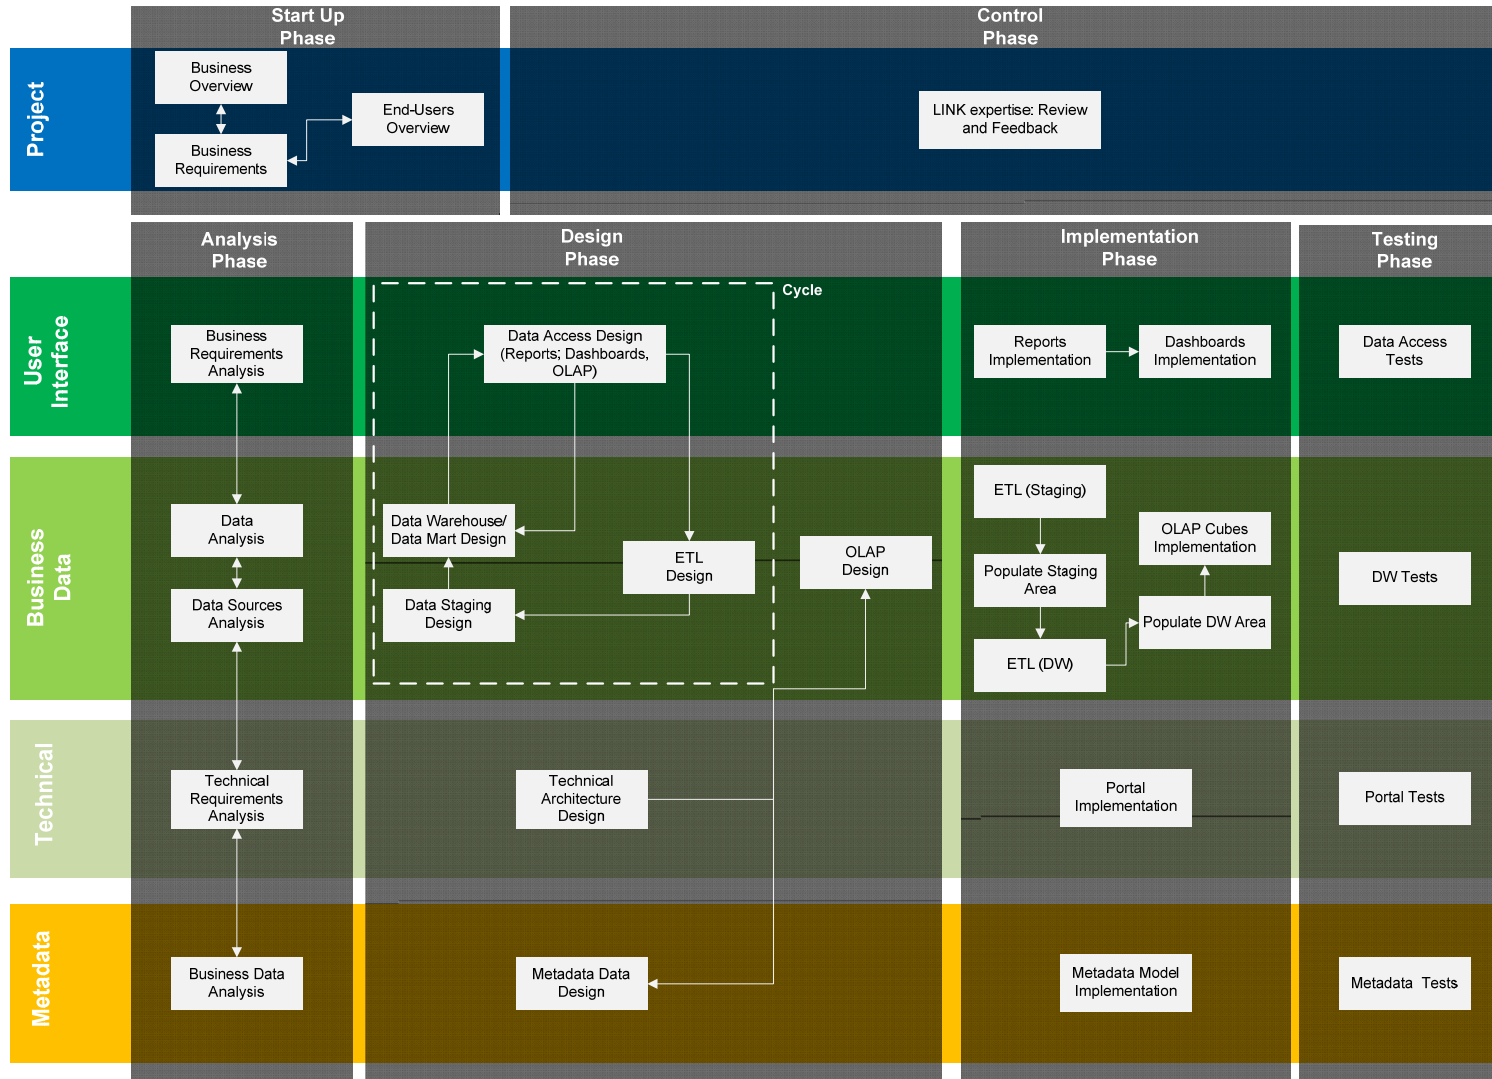 Start Up
Phase
Control
Phase
Project
Business
Overview
End-Users
Overview
Business
Requirements
LINK expertise: Review
and Feedback
Analysis
Phase
Design
Phase
Implementation
Phase
Testing
Phase
User
Interface
Cycle
Business
Requirements
Analysis
Data Access Design
(Reports; Dashboards,
OLAP)
Reports
Implementation
Dashboards
Implementation
Data Access
Tests
Business
Data
Data
Analysis
Data Sources
Analysis
Data Warehouse/
Data Mart Design
ETL
Design
Data Staging
Design
OLAP
Design
ETL (Staging)
Populate Staging
Area
ETL (DW)
OLAP Cubes
Implementation
Populate DW Area
DW Tests
Technical
Technical
Requirements
Analysis
Technical
Architecture
Design
Portal
Implementation
Portal Tests
Metadata
Business Data
Analysis
Metadata Data
Design
Metadata Model
Implementation
Metadata Tests